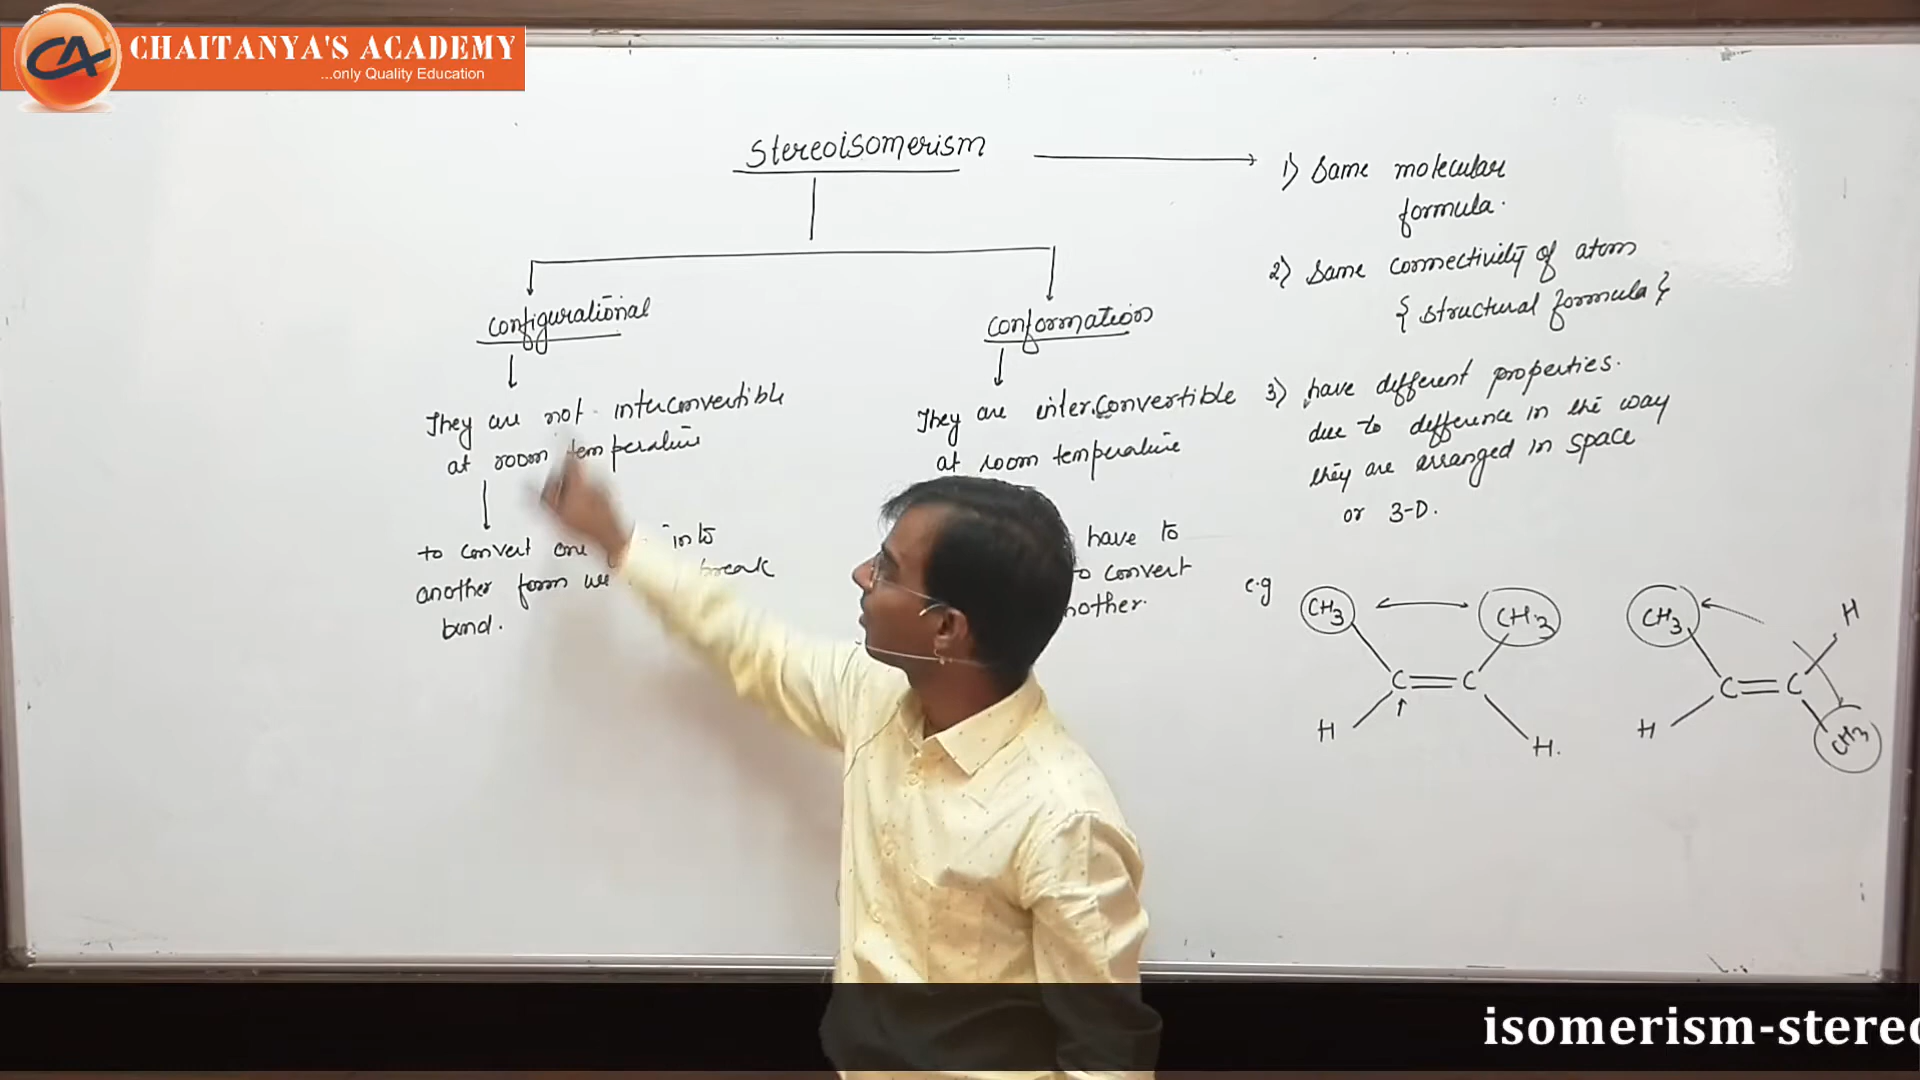 CHAITANYA'S ACADEMY
...only Quality Education
Stereoisomerism
1) Same molecular
formula.
2) Same connectivity of atom
{ structural formula }
3) have different properties.
due to difference in the way
they are arranged in space
or 3-D.
Configurational
They are not interconvertible
at room temperature
to convert one into
another form we break
bond.
Conformation
They are interconvertible
at room temperature
have to
to convert
another.
e.g
CH3 CH3
C=C
H H.
CH3 H
C=C
H CH3
isomerism-stereo